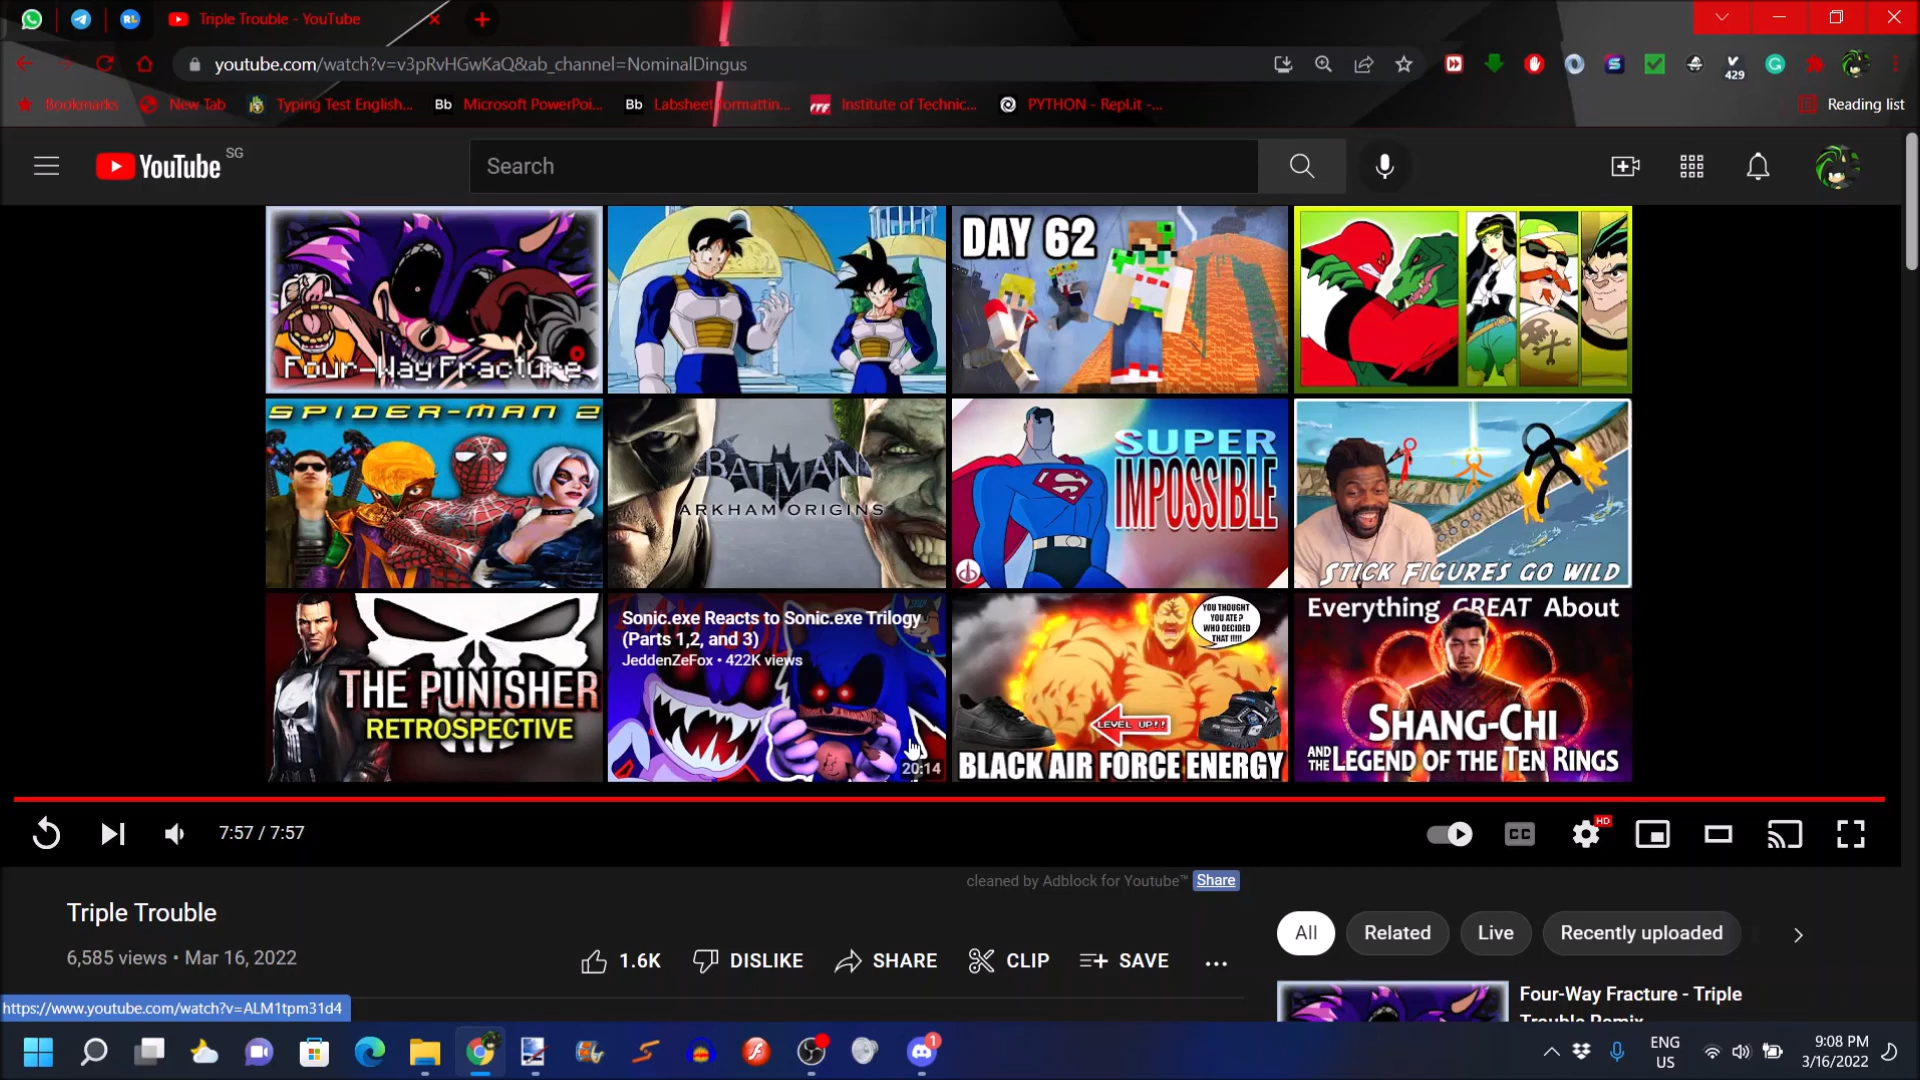 Triple Trouble - YouTube
youtube.com/watch?v=v3pRvHGwKaQ&ab_channel=NominalDingus
429
Bookmarks
New Tab
Typing Test English...
Bb Microsoft PowerPoi...
Bb Labsheet formattin...
Institute of Technic...
PYTHON - Repl.it -...
Reading list
YouTube SG
Search
Four-Way Fracture
DAY 62
SPIDER-MAN 2
BATMAN
ARKHAM ORIGINS
SUPER
IMPOSSIBLE
STICK FIGURES GO WILD
THE PUNISHER
RETROSPECTIVE
Sonic.exe Reacts to Sonic.exe Trilogy
(Parts 1,2, and 3)
JeddenZeFox • 422K views
20:14
YOU THOUGHT
YOU ATE?
WHO DECIDED
THAT !!!!!
LEVEL UP!!
BLACK AIR FORCE ENERGY
Everything GREAT About
SHANG-CHI
AND THE LEGEND OF THE TEN RINGS
7:57 / 7:57
CC
HD
cleaned by Adblock for Youtube™ Share
Triple Trouble
6,585 views • Mar 16, 2022
1.6K
DISLIKE
SHARE
CLIP
SAVE
All
Related
Live
Recently uploaded
Four-Way Fracture - Triple
Trouble Remix
https://www.youtube.com/watch?v=ALM1tpm31d4
1
ENG
US
9:08 PM
3/16/2022